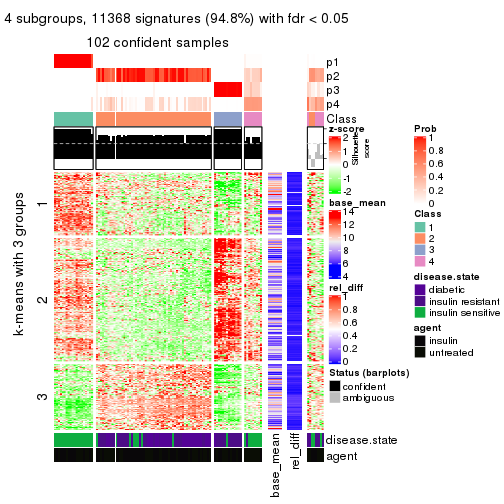 4 subgroups, 11368 signatures (94.8%) with fdr < 0.05
102 confident samples
p1
p2
p3
p4
Class
z-score
2
1
0
-1
-2
Silhouette
score
base_mean
14
12
10
8
6
4
rel_diff
1
0.8
0.6
0.4
0.2
0
Status (barplots)
confident
ambiguous
Prob
1
0.8
0.6
0.4
0.2
0
Class
1
2
3
4
disease.state
diabetic
insulin resistant
insulin sensitive
agent
insulin
untreated
k-means with 3 groups
1
2
3
disease.state
agent
base_mean
rel_diff